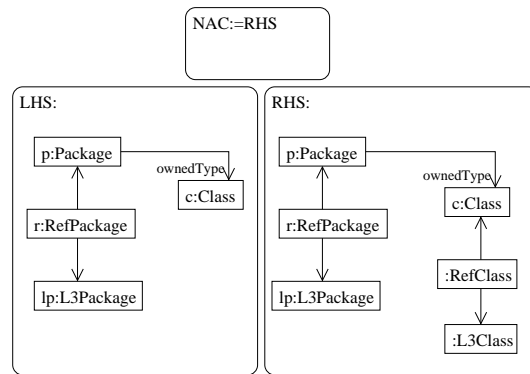 NAC:=RHS
LHS:
p:Package
ownedType
c:Class
r:RefPackage
lp:L3Package
RHS:
p:Package
ownedType
c:Class
r:RefPackage
:RefClass
lp:L3Package
:L3Class